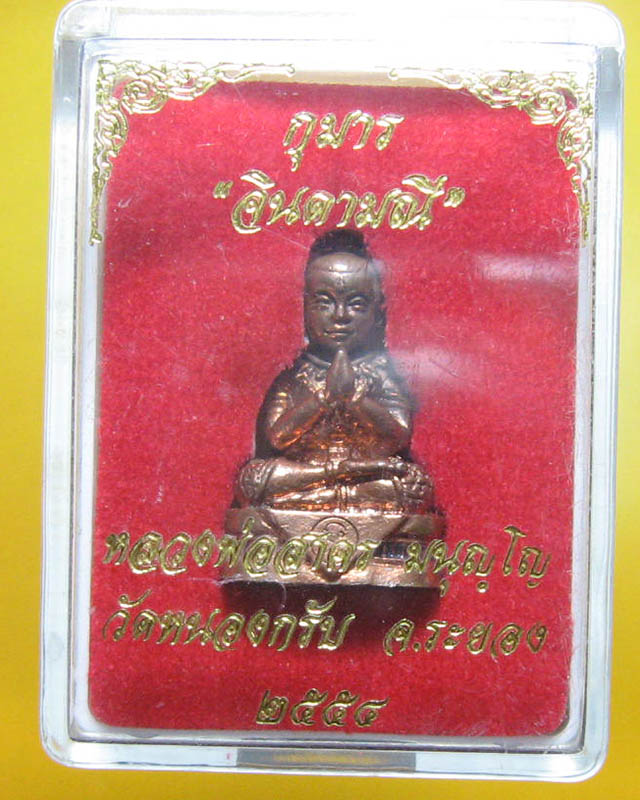 กุมาร
"จินดามณี"
หลวงพ่อสาคร มนุญฺโญ
วัดหนองกรับ จ.ระยอง
๒๕๕๔